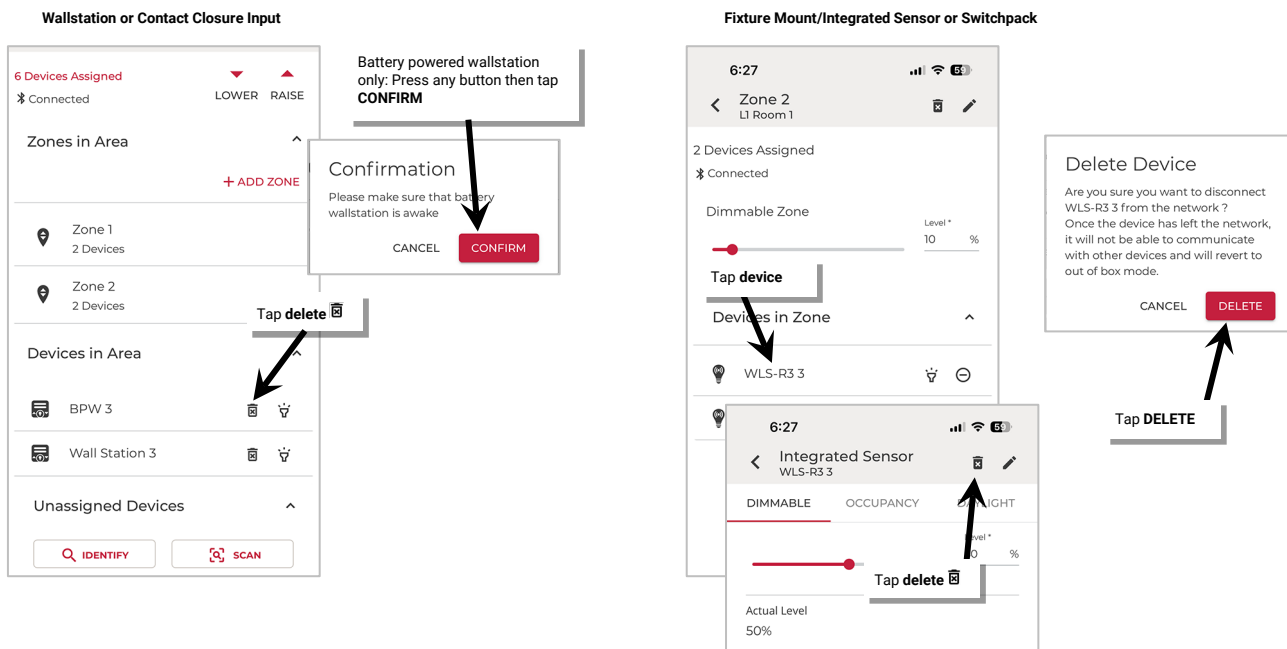 Wallstation or Contact Closure Input
6 Devices Assigned
Connected
LOWER RAISE
Zones in Area
+ ADD ZONE
Zone 1
2 Devices
Zone 2
2 Devices
Devices in Area
BPW 3
Wall Station 3
Unassigned Devices
IDENTIFY
SCAN
Battery powered wallstation
only: Press any button then tap
CONFIRM
Confirmation
Please make sure that battery
wallstation is awake
CANCEL CONFIRM
Tap delete
Fixture Mount/Integrated Sensor or Switchpack
6:27
59
Zone 2
L1 Room 1
2 Devices Assigned
Connected
Dimmable Zone
Level *
10 %
Tap device
Devices in Zone
WLS-R3 3
6:27
59
Integrated Sensor
WLS-R3 3
DIMMABLE OCCUPANCY
%
Tap delete
Actual Level
50%
Delete Device
Are you sure you want to disconnect
WLS-R3 3 from the network ?
Once the device has left the network,
it will not be able to communicate
with other devices and will revert to
out of box mode.
CANCEL DELETE
Tap DELETE